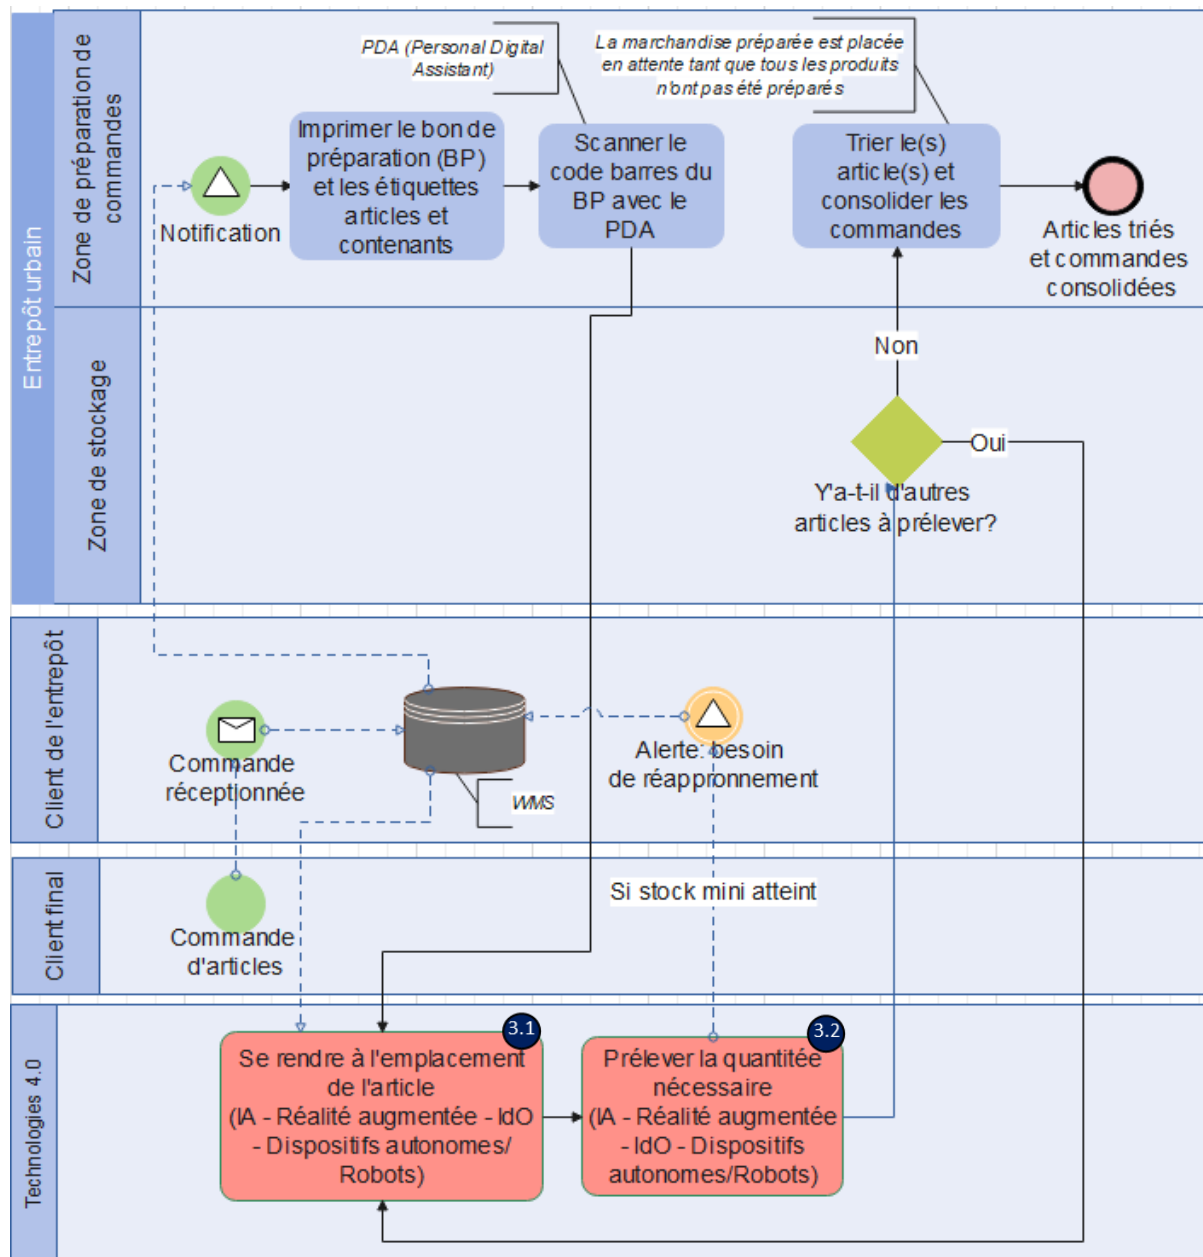 Entrepôt urbain
Zone de préparation de
commandes
PDA (Personal Digital
Assistant)
La marchandise préparée est placée
en attente tant que tous les produits
n'ont pas été préparés
Notification
Imprimer le bon de
préparation (BP)
et les étiquettes
articles et
contenants
Scanner le
code barres du
BP avec le
PDA
Trier le(s)
article(s) et
consolider les
commandes
Articles triés
et commandes
consolidées
Zone de stockage
Non
Oui
Y'a-t-il d'autres
articles à prélever?
Client de l'entrepôt
Commande
réceptionnée
WMS
Alerte: besoin
de réappronnement
Client final
Commande
d'articles
Si stock mini atteint
Technologies 4.0
3.1
Se rendre à l'emplacement
de l'article
(IA - Réalité augmentée - IdO
- Dispositifs autonomes/
Robots)
3.2
Prélever la quantitée
nécessaire
(IA - Réalité augmentée
- IdO - Dispositifs
autonomes/Robots)